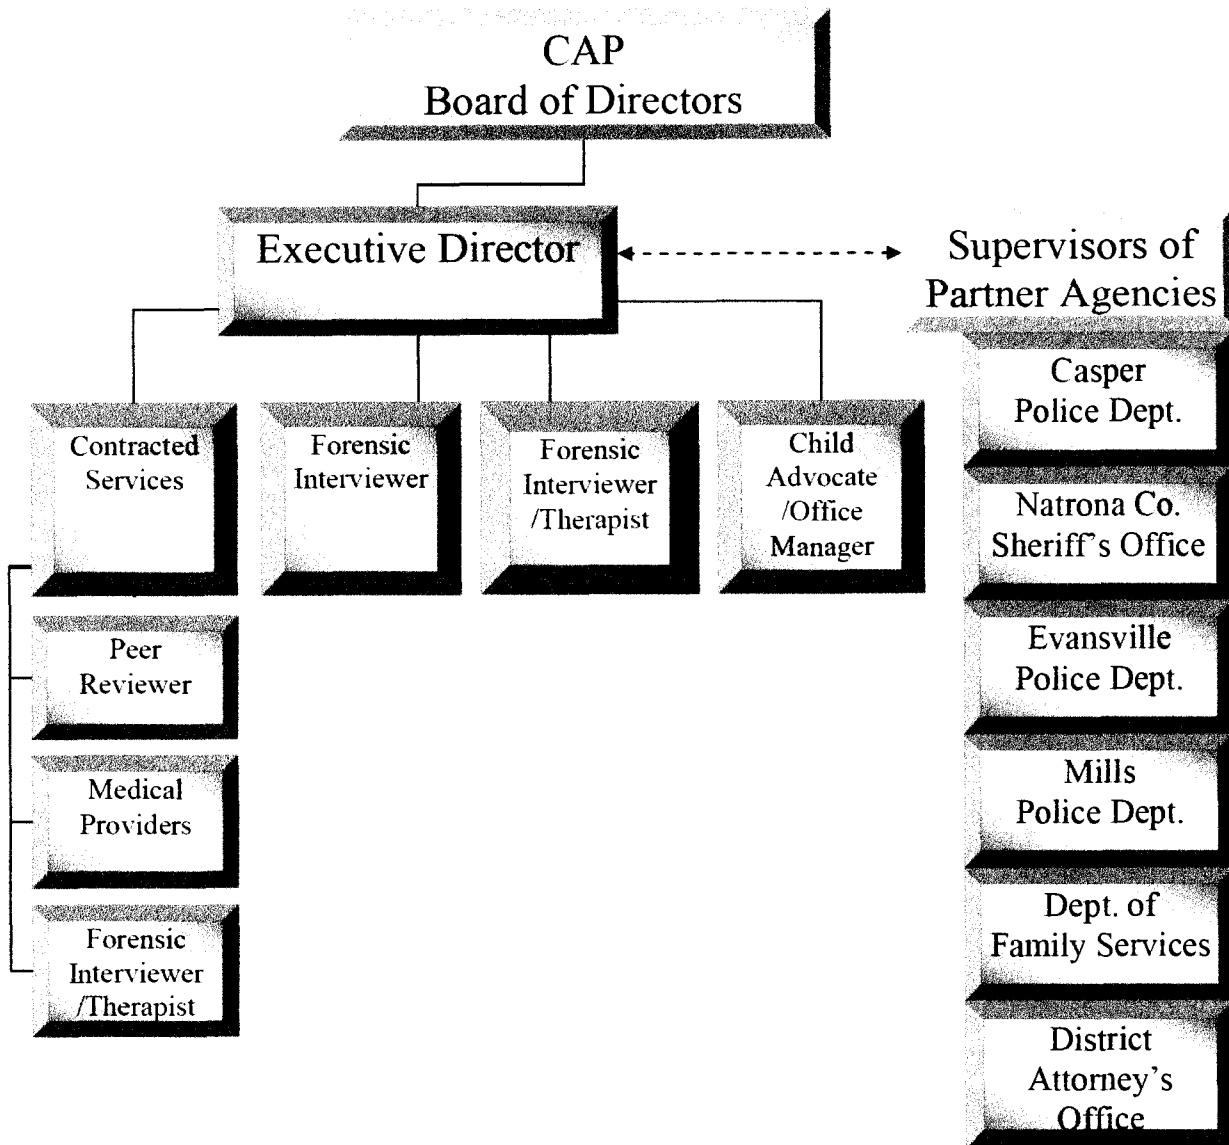 CAP
Board of Directors
Executive Director
Supervisors of
Partner Agencies
Contracted
Services
Forensic
Interviewer
Forensic
Interviewer
/Therapist
Child
Advocate
/Office
Manager
Peer
Reviewer
Medical
Providers
Forensic
Interviewer
/Therapist
Casper
Police Dept.
Natrona Co.
Sheriff's Office
Evansville
Police Dept.
Mills
Police Dept.
Dept. of
Family Services
District
Attorney's
Office